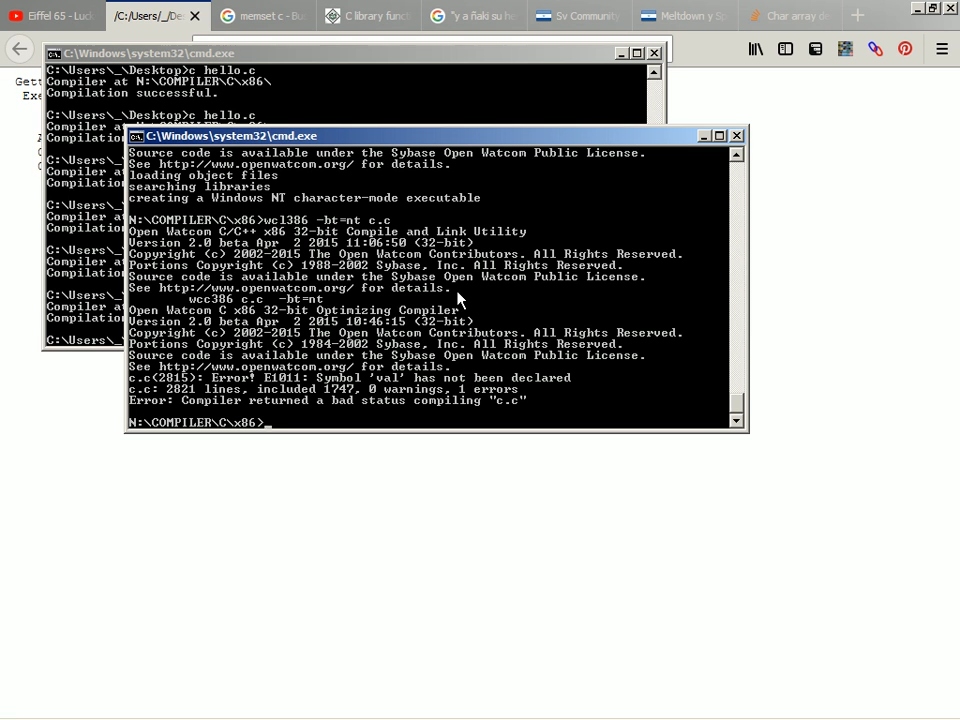 Eiffel 65 - Luck
/C:/Users/_/De
memset c - Bus
C library funct
"y a ñaki su he
Sv Community
Meltdown y Sp
Char array di
Gett
Exe
C:\Windows\system32\cmd.exe
C:\Users\_\Desktop>c hello.c
Compiler at N:\COMPILER\C\x86\
Compilation successful.
C:\Users\_\Desktop>c hello.c
Compiler at
Compilation
C:\Users\_\
Compiler at
Compilation
C:\Users\_\
Compiler at
Compilation
C:\Users\_\
Compiler at
Compilation
C:\Users\_\
Compiler at
Compilation
C:\Users\_\
C:\Windows\system32\cmd.exe
Source code is available under the Sybase Open Watcom Public License.
See http://www.openwatcom.org/ for details.
loading object files
searching libraries
creating a Windows NT character-mode executable
N:\COMPILER\C\x86>wcl386 -bt=nt c.c
Open Watcom C/C++ x86 32-bit Compile and Link Utility
Version 2.0 beta Apr  2 2015 11:06:50 (32-bit)
Copyright (c) 2002-2015 The Open Watcom Contributors. All Rights Reserved.
Portions Copyright (c) 1988-2002 Sybase, Inc. All Rights Reserved.
Source code is available under the Sybase Open Watcom Public License.
See http://www.openwatcom.org/ for details.
wcc386 c.c  -bt=nt
Open Watcom C x86 32-bit Optimizing Compiler
Version 2.0 beta Apr  2 2015 10:46:15 (32-bit)
Copyright (c) 2002-2015 The Open Watcom Contributors. All Rights Reserved.
Portions Copyright (c) 1984-2002 Sybase, Inc. All Rights Reserved.
Source code is available under the Sybase Open Watcom Public License.
See http://www.openwatcom.org/ for details.
c.c(2815): Error! E1011: Symbol 'val' has not been declared
c.c: 2821 lines, included 1747, 0 warnings, 1 errors
Error: Compiler returned a bad status compiling "c.c"
N:\COMPILER\C\x86>_